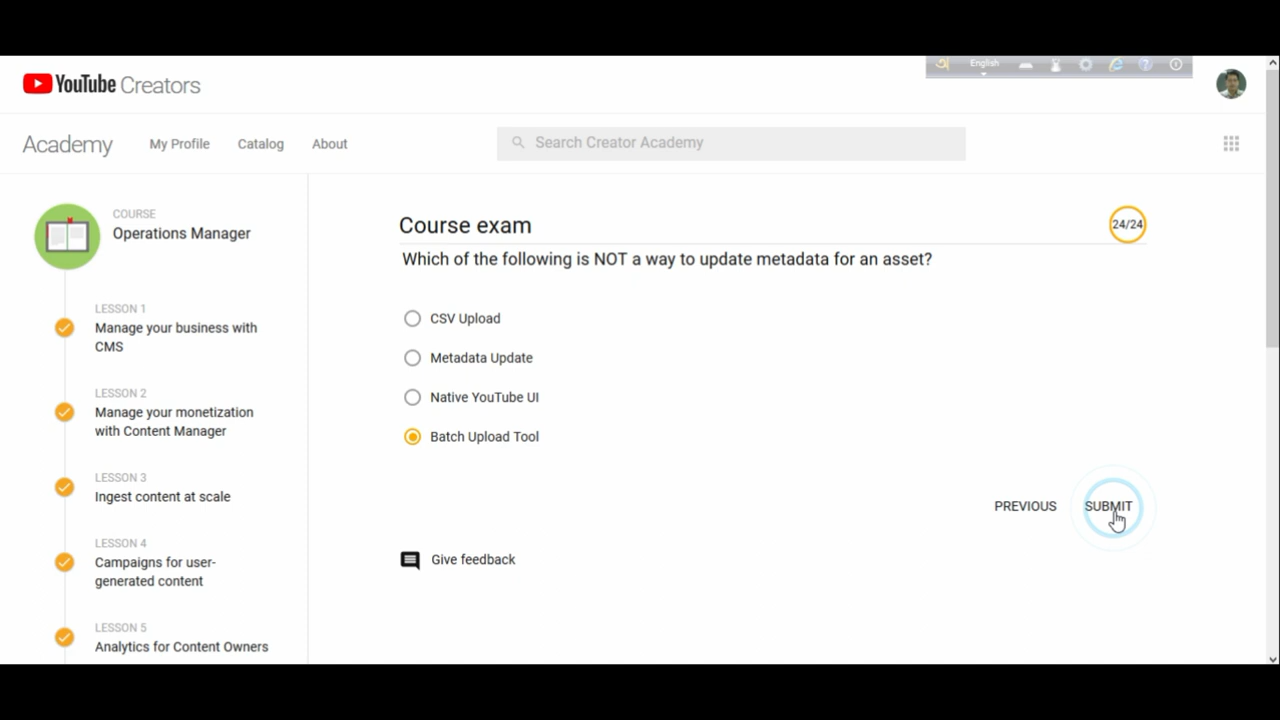 YouTube Creators
English
Academy
My Profile
Catalog
About
Search Creator Academy
COURSE
Operations Manager
LESSON 1
Manage your business with
CMS
LESSON 2
Manage your monetization
with Content Manager
LESSON 3
Ingest content at scale
LESSON 4
Campaigns for user-
generated content
LESSON 5
Analytics for Content Owners
Course exam
24/24
Which of the following is NOT a way to update metadata for an asset?
CSV Upload
Metadata Update
Native YouTube UI
Batch Upload Tool
PREVIOUS
SUBMIT
Give feedback